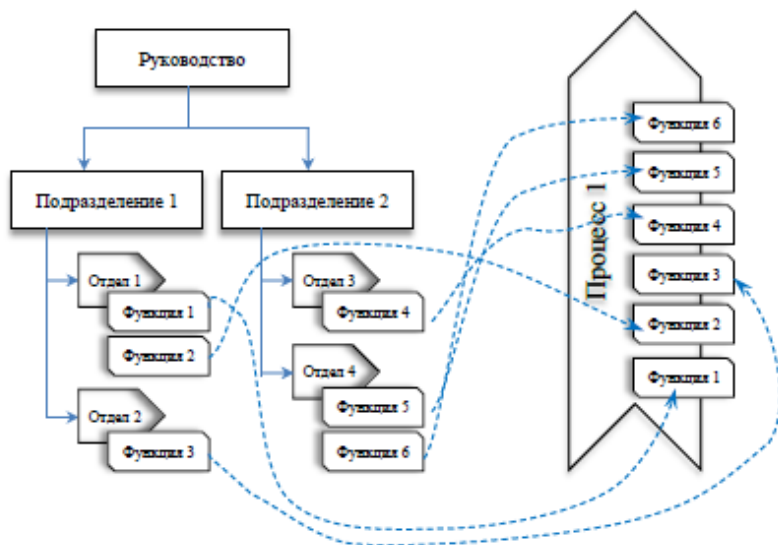 Руководство
Подразделение 1
Подразделение 2
Отдел 1
Функция 1
Функция 2
Отдел 2
Функция 3
Отдел 3
Функция 4
Отдел 4
Функция 5
Функция 6
Процесс 1
Функция 6
Функция 5
Функция 4
Функция 3
Функция 2
Функция 1